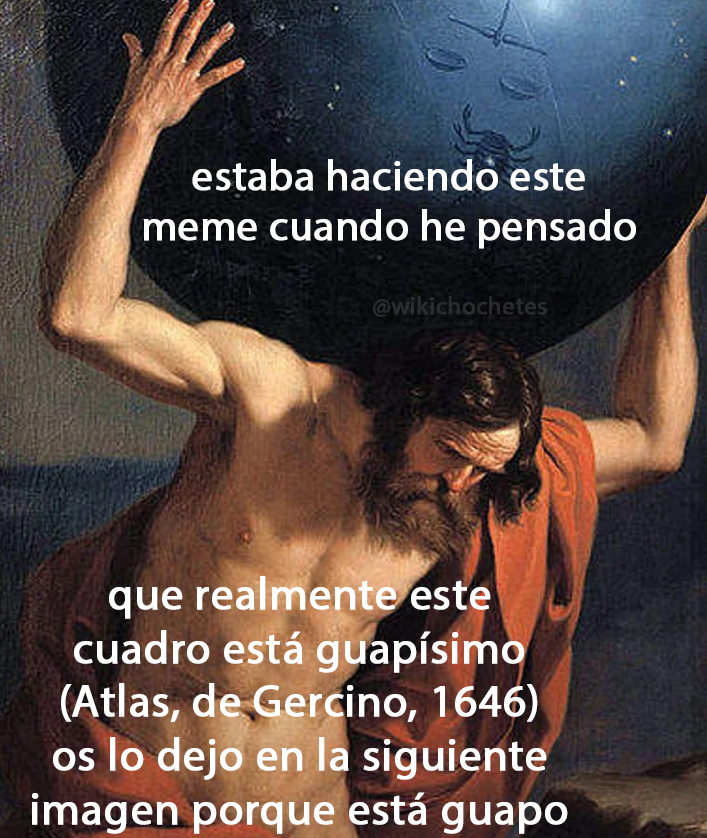 estaba haciendo este
meme cuando he pensado
@wikichochetes
que realmente este
cuadro está guapísimo
(Atlas, de Gercino, 1646)
os lo dejo en la siguiente
imagen porque está guapo